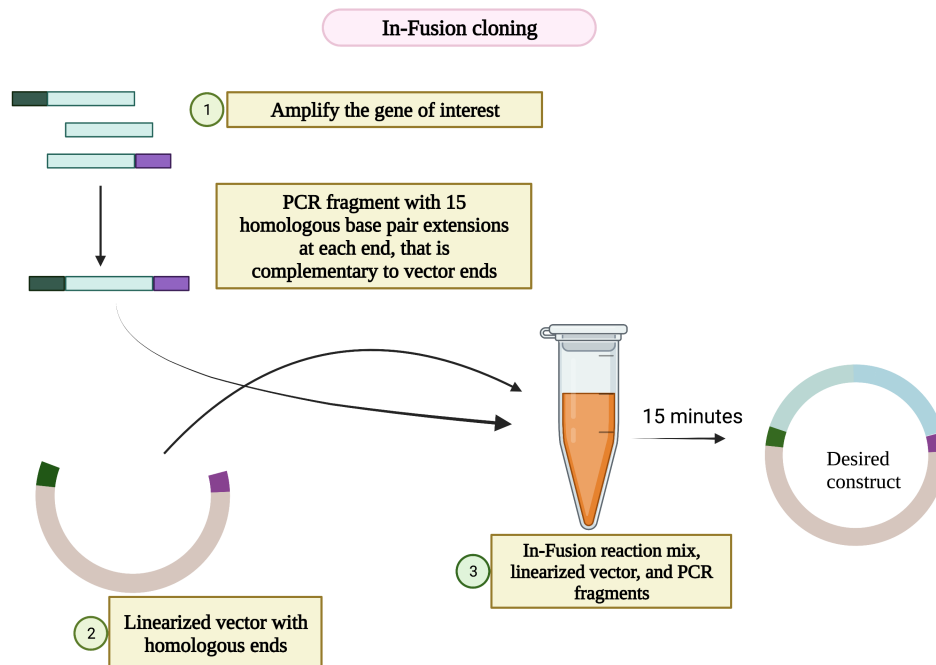 In-Fusion cloning
1
Amplify the gene of interest
PCR fragment with 15
homologous base pair extensions
at each end, that is
complementary to vector ends
15 minutes
Desired
construct
3
In-Fusion reaction mix,
linearized vector, and PCR
fragments
2
Linearized vector with
homologous ends